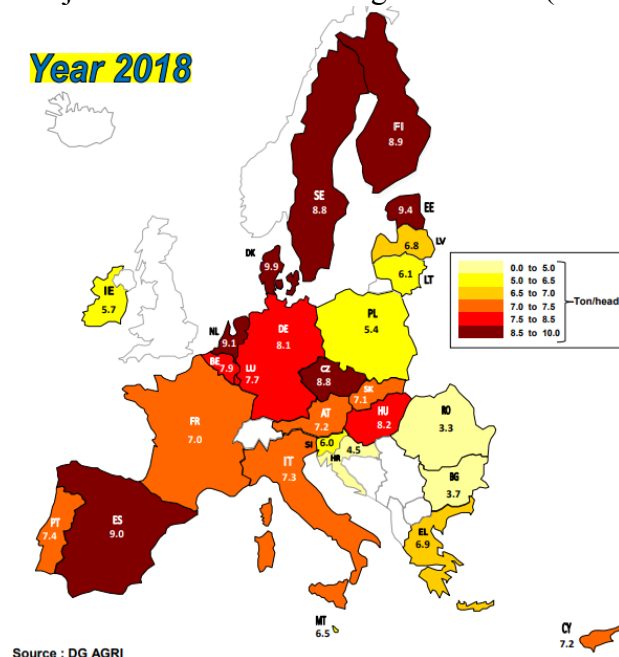 Year 2018
FI
8.9
SE
8.8
9.4 EE
6.8 LV
DK
9.9
6.1
LT
0.0 to 5.0
5.0 to 6.5
6.5 to 7.0
7.0 to 7.5
7.5 to 8.5
8.5 to 10.0
Ton/head
IE
5.7
NL
9.1
DE
8.1
PL
5.4
BE
7.9
LU
7.7
CZ
8.8
SK
7.1
FR
7.0
AT
7.2
HU
8.2
RO
3.3
SI
6.0
HR
4.5
IT
7.3
BG
3.7
PT
7.4
ES
9.0
EL
6.9
MT
6.5
CY
7.2
Source : DG AGRI